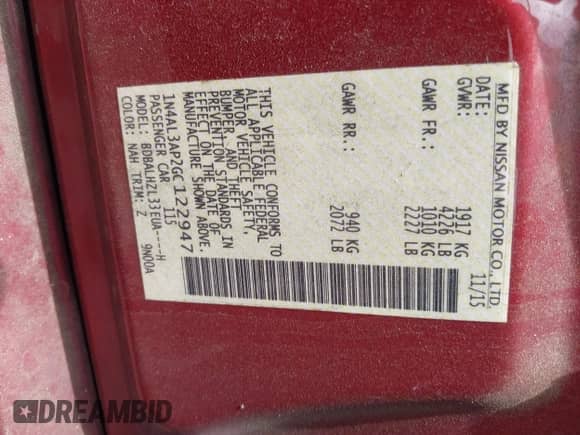 MFD BY NISSAN MOTOR CO., LTD
DATE: 11/15
GVWR: 1917 KG
4226 LB
GAWR FR.: 1010 KG
2227 LB
GAWR RR.: 940 KG
2072 LB
THIS VEHICLE CONFORMS TO
ALL APPLICABLE FEDERAL
MOTOR VEHICLE SAFETY,
BUMPER, AND THEFT
PREVENTION STANDARDS IN
EFFECT ON THE DATE OF
MANUFACTURE SHOWN ABOVE.
1N4AL3AP2GC122947
PASSENGER CAR 115
MODEL: BDBALHZL33EUA----H
COLOR: NAH TRIM: Z 9N00A
DREAMBID